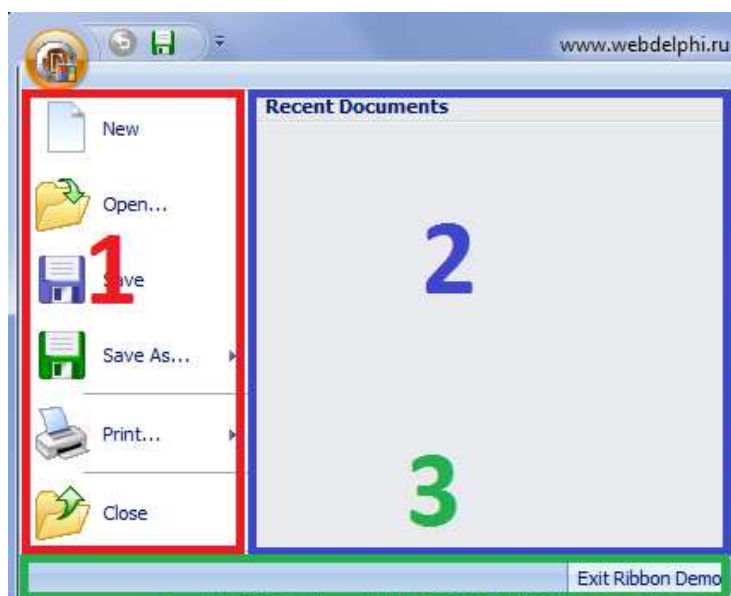 www.webdelphi.ru
Recent Documents
New
Open...
Save
Save As...
Print...
Close
1
2
3
Exit Ribbon Demo